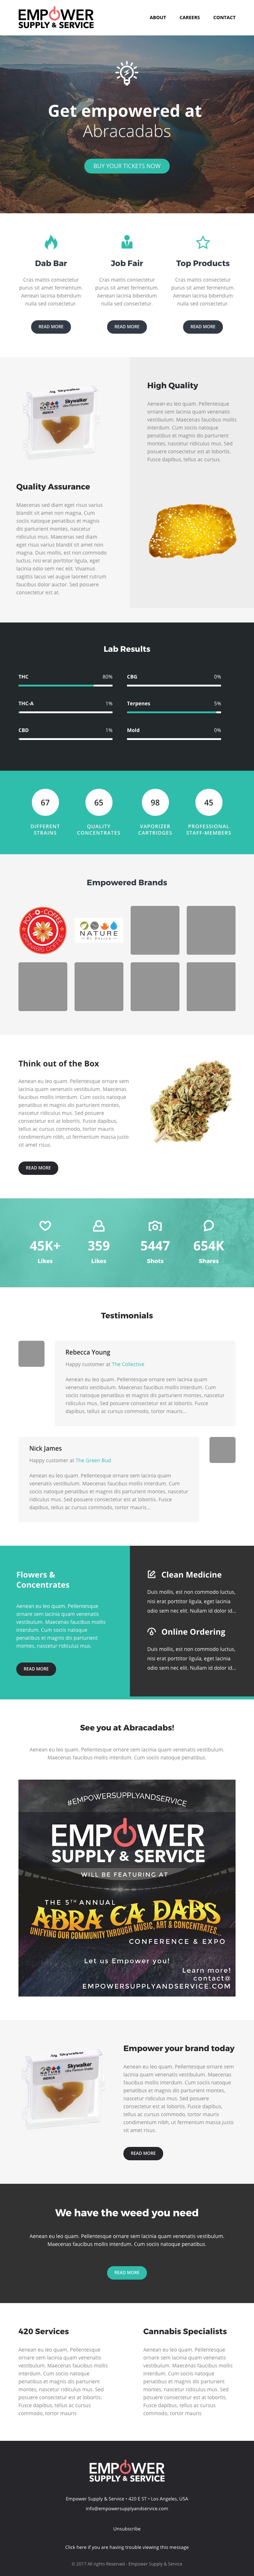 EMPOWER
SUPPLY & SERVICE
ABOUT
CAREERS
CONTACT
Get empowered at
Abracadabs
BUY YOUR TICKETS NOW
Dab Bar
Cras mattis consectetur
purus sit amet fermentum.
Aenean lacinia bibendum
nulla sed consectetur.
READ MORE
Job Fair
Cras mattis consectetur
purus sit amet fermentum.
Aenean lacinia bibendum
nulla sed consectetur.
READ MORE
Top Products
Cras mattis consectetur
purus sit amet fermentum.
Aenean lacinia bibendum
nulla sed consectetur.
READ MORE
NATURE
Skywalker
INDICA
Quality Assurance
Maecenas sed diam eget risus varius
blandit sit amet non magna. Cum
sociis natoque penatibus et magnis
dis parturient montes, nascetur
ridiculus mus. Maecenas sed diam
eget risus varius blandit sit amet non
magna. Duis mollis, est non commodo
luctus, nisi erat porttitor ligula, eget
lacinia odio sem nec elit. Vivamus
sagittis lacus vel augue laoreet rutrum
faucibus dolor auctor. Sed posuere
consectetur est at.
High Quality
Aenean eu leo quam. Pellentesque
ornare sem lacinia quam venenatis
vestibulum. Maecenas faucibus mollis
interdum. Cum sociis natoque
penatibus et magnis dis parturient
montes, nascetur ridiculus mus. Sed
posuere consectetur est at lobortis.
Fusce dapibus, tellus ac cursus.
Lab Results
THC
80%
CBG
0%
THC-A
1%
Terpenes
5%
CBD
1%
Mold
0%
67
DIFFERENT
STRAINS
65
QUALITY
CONCENTRATES
98
VAPORIZER
CARTRIDGES
45
PROFESSIONAL
STAFF-MEMBERS
Empowered Brands
NATURE
Think out of the Box
Aenean eu leo quam. Pellentesque ornare sem
lacinia quam venenatis vestibulum. Maecenas
faucibus mollis interdum. Cum sociis natoque
penatibus et magnis dis parturient montes,
nascetur ridiculus mus. Sed posuere
consectetur est at lobortis. Fusce dapibus,
tellus ac cursus commodo, tortor mauris
condimentum nibh, ut fermentum massa justo
sit amet risus.
READ MORE
45K+
Likes
359
Likes
5447
Shots
654K
Shares
Testimonials
Rebecca Young
Happy customer at The Collective
Aenean eu leo quam. Pellentesque ornare sem lacinia quam
venenatis vestibulum. Maecenas faucibus mollis interdum. Cum
sociis natoque penatibus et magnis dis parturient montes, nascetur
ridiculus mus. Sed posuere consectetur est at lobortis. Fusce
dapibus, tellus ac cursus commodo, tortor mauris...
Nick James
Happy customer at The Green Bud
Aenean eu leo quam. Pellentesque ornare sem lacinia quam
venenatis vestibulum. Maecenas faucibus mollis interdum. Cum
sociis natoque penatibus et magnis dis parturient montes, nascetur
ridiculus mus. Sed posuere consectetur est at lobortis. Fusce
dapibus, tellus ac cursus commodo, tortor mauris...
Flowers &
Concentrates
Aenean eu leo quam. Pellentesque
ornare sem lacinia quam venenatis
vestibulum. Maecenas faucibus
mollis interdum. Cum sociis natoque
penatibus et magnis dis parturient
montes, nascetur ridiculus mus.
READ MORE
Clean Medicine
Duis mollis, est non commodo luctus,
nisi erat porttitor ligula, eget lacinia
odio sem nec elit. Nullam id dolor id...
Online Ordering
Duis mollis, est non commodo luctus,
nisi erat porttitor ligula, eget lacinia
odio sem nec elit. Nullam id dolor id...
See you at Abracadabs!
Aenean eu leo quam. Pellentesque ornare sem lacinia quam venenatis vestibulum.
Maecenas faucibus mollis interdum. Cum sociis natoque penatibus.
#EMPOWERSUPPLYANDSERVICE
EMPOWER
SUPPLY & SERVICE
WILL BE FEATURING AT
THE 5TH ANNUAL
ABRA CA DABS
UNIFYING OUR COMMUNITY THROUGH MUSIC, ART & CONCENTRATES...
CONFERENCE & EXPO
Let us Empower you!
Learn more!
contact@
EMPOWERSUPPLYANDSERVICE.COM
NATURE
Skywalker
INDICA
Empower your brand today
Aenean eu leo quam. Pellentesque ornare sem
lacinia quam venenatis vestibulum. Maecenas
faucibus mollis interdum. Cum sociis natoque
penatibus et magnis dis parturient montes,
nascetur ridiculus mus. Sed posuere
consectetur est at lobortis. Fusce dapibus,
tellus ac cursus commodo, tortor mauris
condimentum nibh, ut fermentum massa justo
sit amet risus.
READ MORE
We have the weed you need
Aenean eu leo quam. Pellentesque ornare sem lacinia quam venenatis vestibulum.
Maecenas faucibus mollis interdum. Cum sociis natoque penatibus.
READ MORE
420 Services
Aenean eu leo quam. Pellentesque
ornare sem lacinia quam venenatis
vestibulum. Maecenas faucibus mollis
interdum. Cum sociis natoque
penatibus et magnis dis parturient
montes, nascetur ridiculus mus. Sed
posuere consectetur est at lobortis.
Fusce dapibus, tellus ac cursus
commodo, tortor mauris
Cannabis Specialists
Aenean eu leo quam. Pellentesque
ornare sem lacinia quam venenatis
vestibulum. Maecenas faucibus mollis
interdum. Cum sociis natoque
penatibus et magnis dis parturient
montes, nascetur ridiculus mus. Sed
posuere consectetur est at lobortis.
Fusce dapibus, tellus ac cursus
commodo, tortor mauris
EMPOWER
SUPPLY & SERVICE
Empower Supply & Service • 420 E ST • Los Angeles, USA
info@empowersupplyandservice.com
Unsubscribe
Click here if you are having trouble viewing this message
© 2017 All rights Reserved - Empower Supply & Service